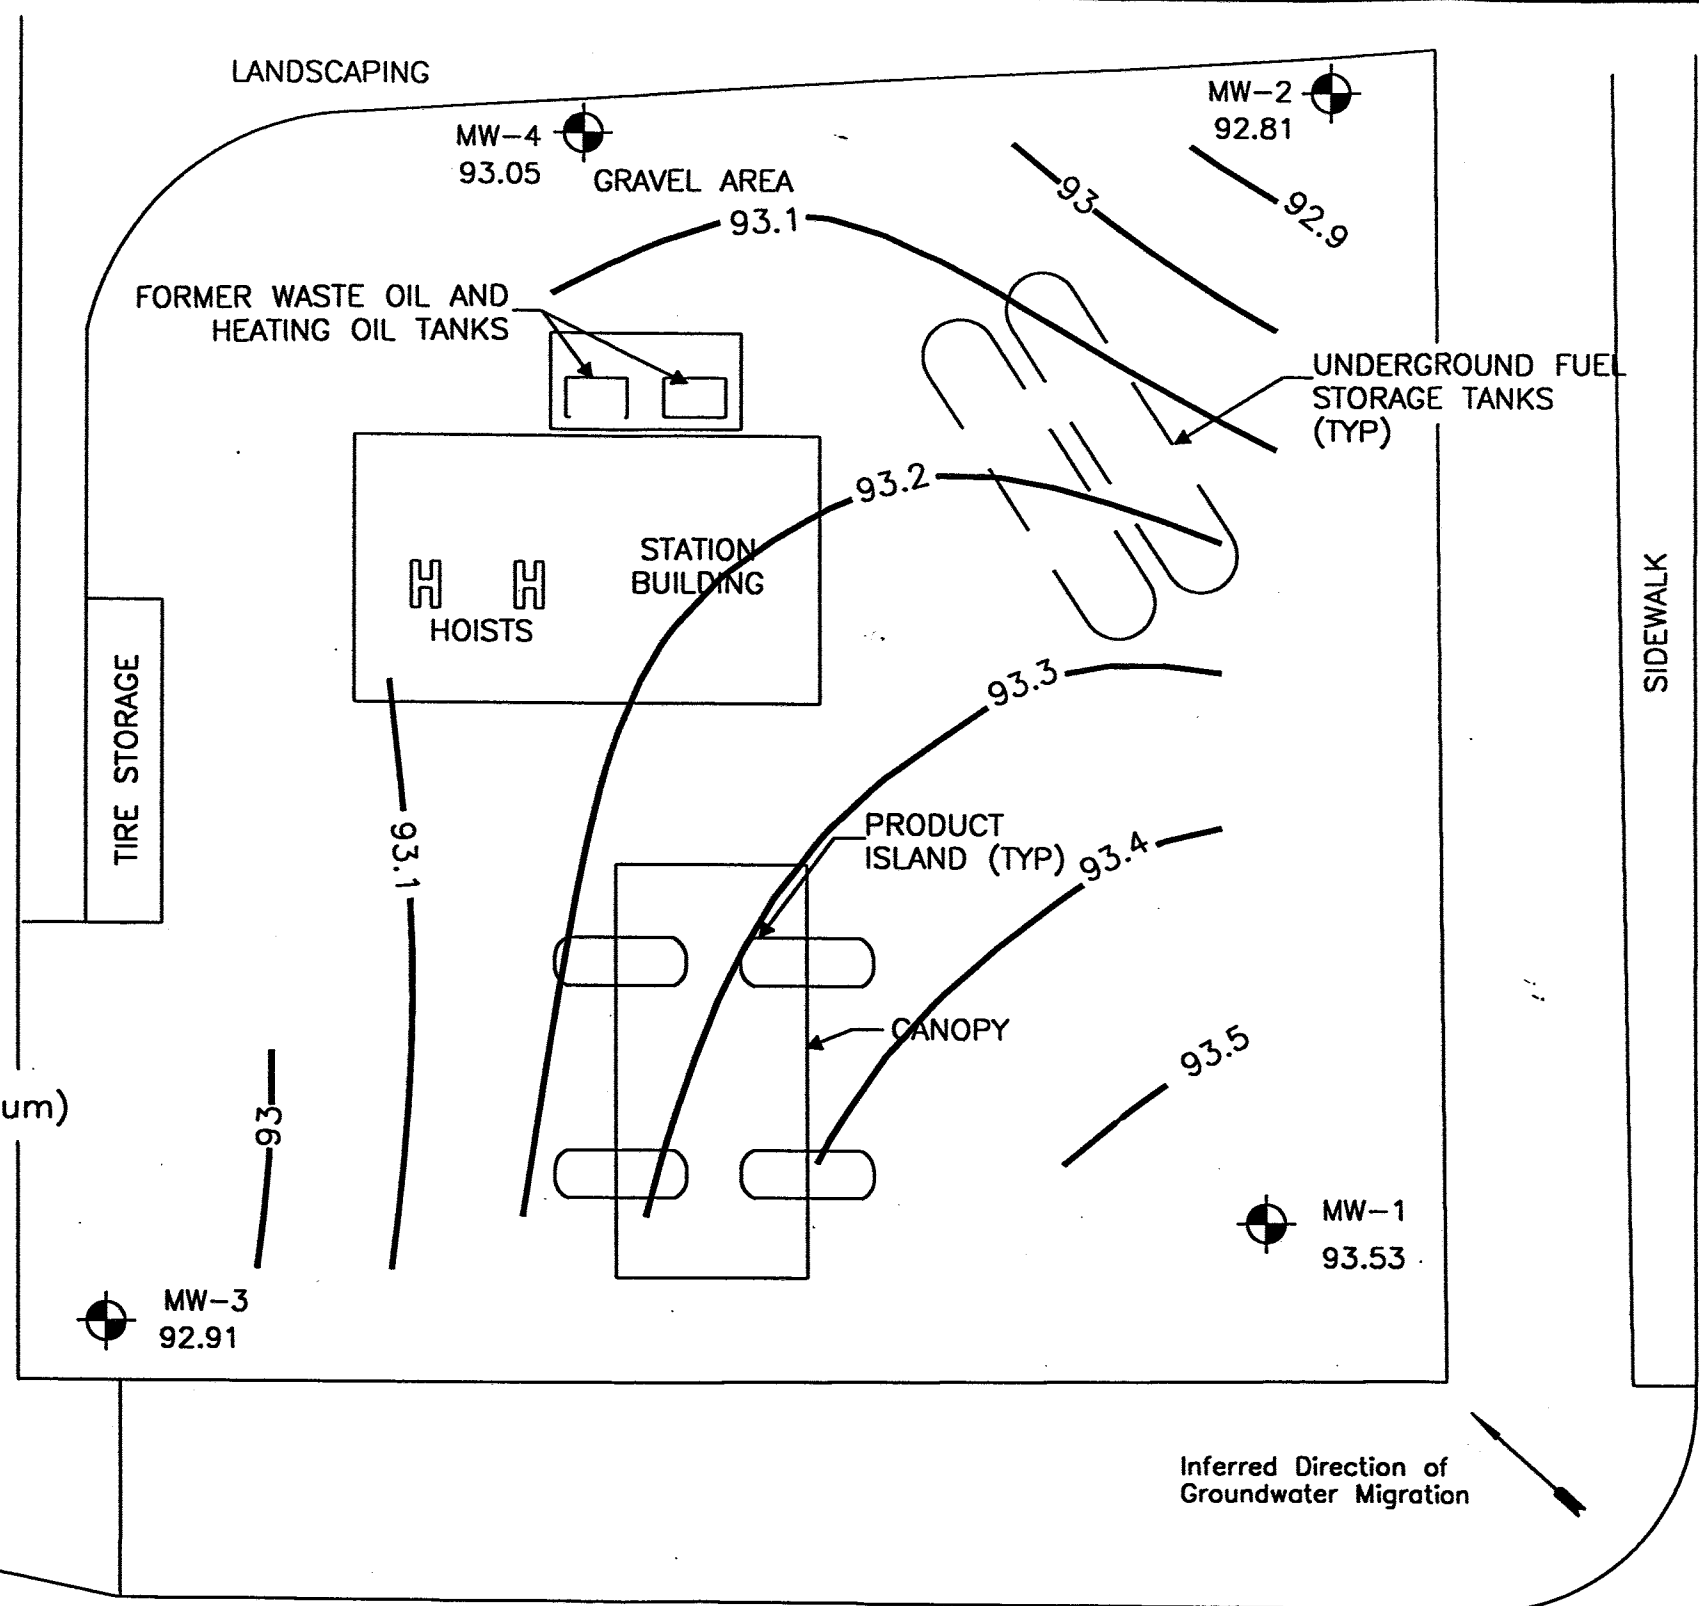 LANDSCAPING
MW-2
92.81
MW-4
93.05
GRAVEL AREA
93.1
93
92.9
FORMER WASTE OIL AND
HEATING OIL TANKS
UNDERGROUND FUEL
STORAGE TANKS
(TYP)
93.2
STATION
BUILDING
HOISTS
SIDEWALK
TIRE STORAGE
93.3
93.1
PRODUCT
ISLAND (TYP)
93.4
CANOPY
93.5
um)
93
MW-1
93.53
MW-3
92.91
Inferred Direction of
Groundwater Migration